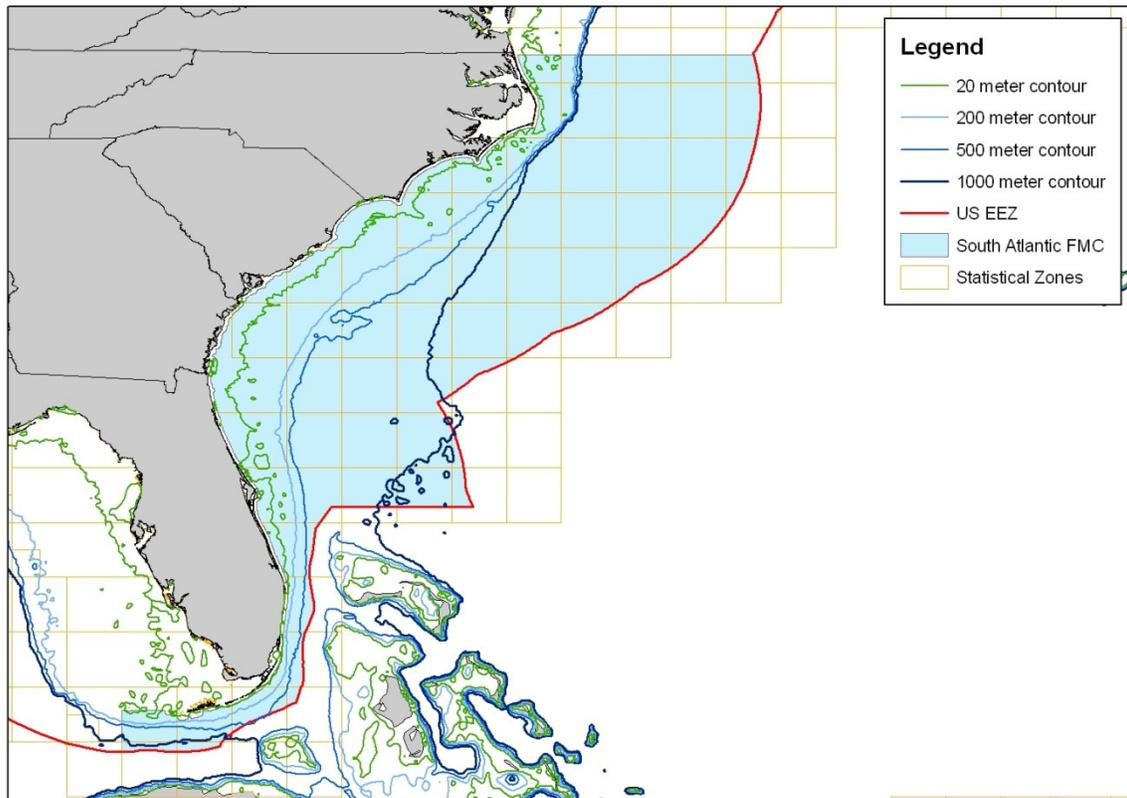 Legend
20 meter contour
200 meter contour
500 meter contour
1000 meter contour
US EEZ
South Atlantic FMC
Statistical Zones